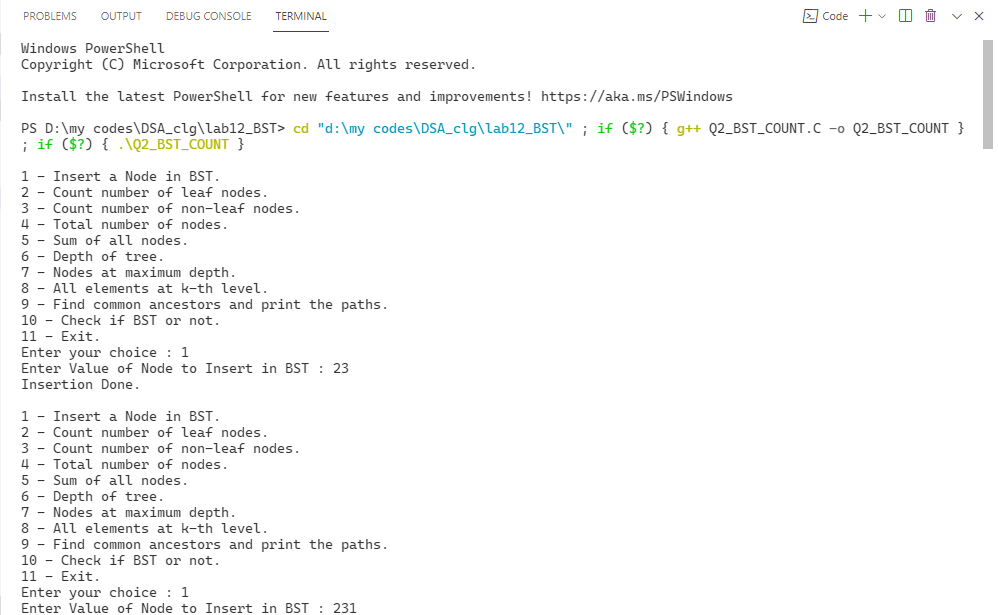 PROBLEMS OUTPUT DEBUG CONSOLE TERMINAL Code
Windows PowerShell
Copyright (C) Microsoft Corporation. All rights reserved.
Install the latest PowerShell for new features and improvements! https://aka.ms/PSWindows
PS D:\my codes\DSA_clg\lab12_BST> cd "d:\my codes\DSA_clg\lab12_BST\" ; if ($?) { g++ Q2_BST_COUNT.C -o Q2_BST_COUNT }
; if ($?) { .\Q2_BST_COUNT }
1 - Insert a Node in BST.
2 - Count number of leaf nodes.
3 - Count number of non-leaf nodes.
4 - Total number of nodes.
5 - Sum of all nodes.
6 - Depth of tree.
7 - Nodes at maximum depth.
8 - All elements at k-th level.
9 - Find common ancestors and print the paths.
10 - Check if BST or not.
11 - Exit.
Enter your choice : 1
Enter Value of Node to Insert in BST : 23
Insertion Done.
1 - Insert a Node in BST.
2 - Count number of leaf nodes.
3 - Count number of non-leaf nodes.
4 - Total number of nodes.
5 - Sum of all nodes.
6 - Depth of tree.
7 - Nodes at maximum depth.
8 - All elements at k-th level.
9 - Find common ancestors and print the paths.
10 - Check if BST or not.
11 - Exit.
Enter your choice : 1
Enter Value of Node to Insert in BST : 231